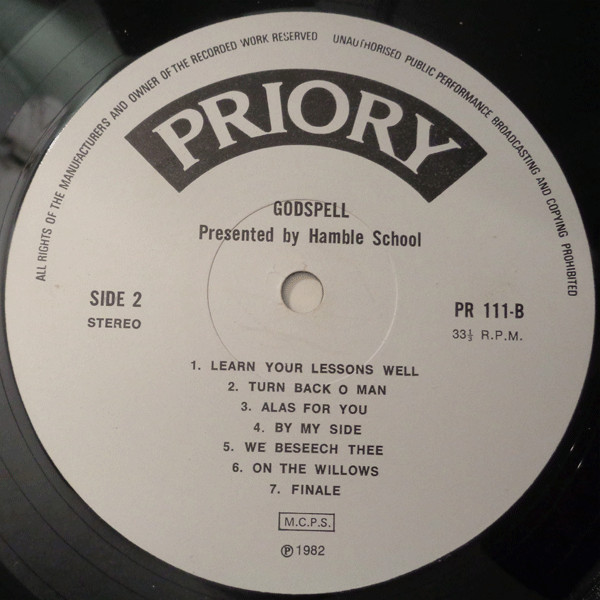 ALL RIGHTS OF THE MANUFACTURERS AND OWNER OF THE RECORDED WORK RESERVED UNAUTHORISED PUBLIC PERFORMANCE BROADCASTING AND COPYING PROHIBITED
PRIORY
GODSPELL
Presented by Hamble School
SIDE 2
STEREO
PR 111-B
33⅓ R.P.M.
1. LEARN YOUR LESSONS WELL
2. TURN BACK O MAN
3. ALAS FOR YOU
4. BY MY SIDE
5. WE BESEECH THEE
6. ON THE WILLOWS
7. FINALE
M.C.P.S.
℗ 1982